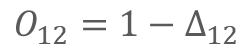 O₁₂ = 1 − Δ₁₂